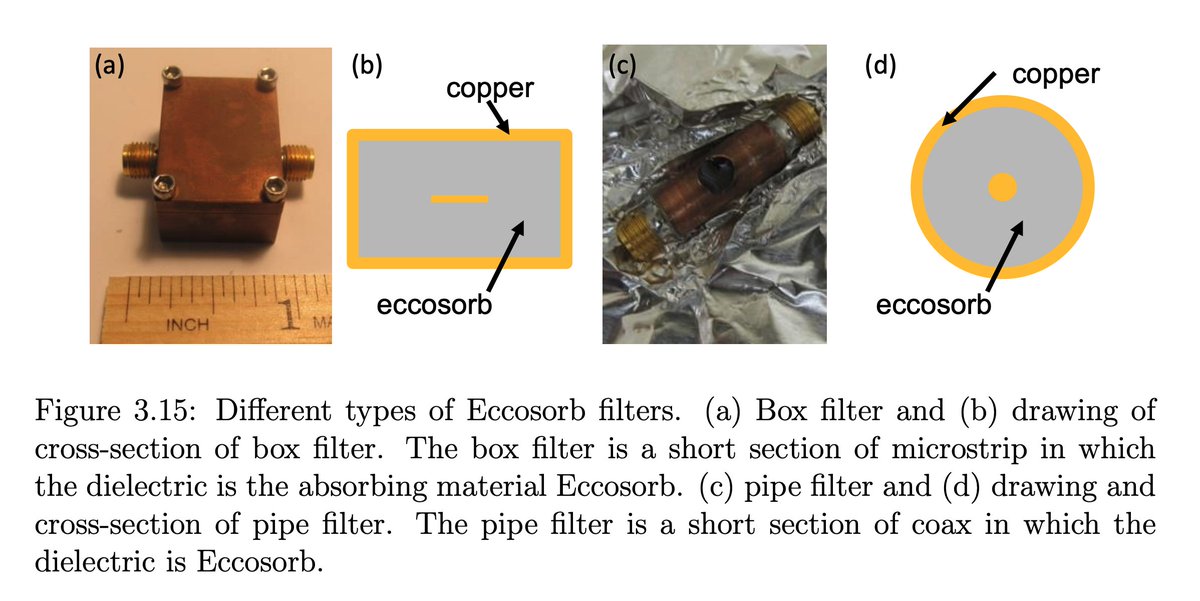 (a)
(b)
copper
eccosorb
(c)
(d)
copper
eccosorb
INCH
1
Figure 3.15: Different types of Eccosorb filters. (a) Box filter and (b) drawing of
cross-section of box filter. The box filter is a short section of microstrip in which
the dielectric is the absorbing material Eccosorb. (c) pipe filter and (d) drawing and
cross-section of pipe filter. The pipe filter is a short section of coax in which the
dielectric is Eccosorb.